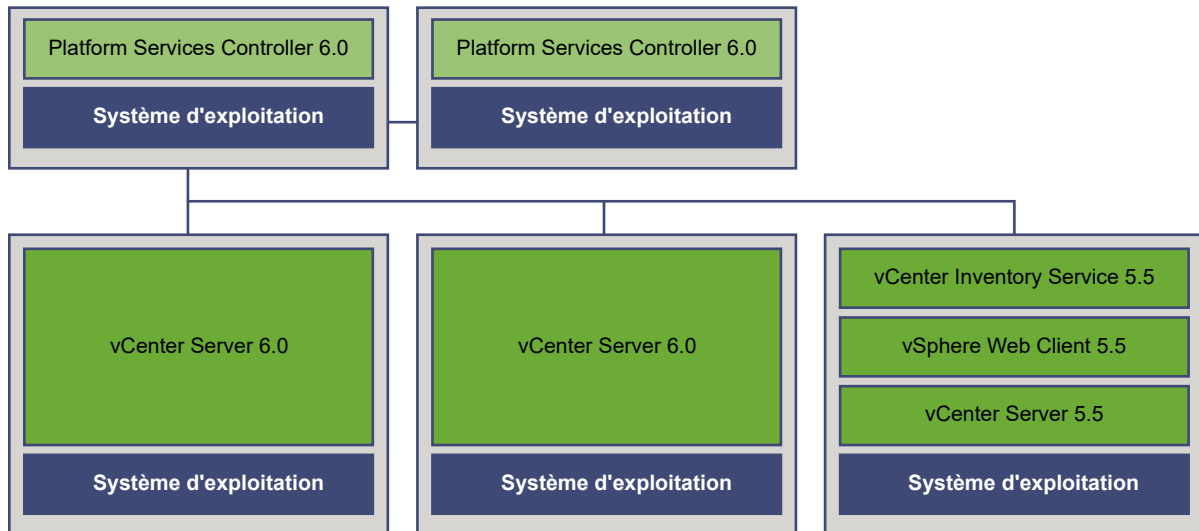 Platform Services Controller 6.0
Système d'exploitation
Platform Services Controller 6.0
Système d'exploitation
vCenter Server 6.0
Système d'exploitation
vCenter Server 6.0
Système d'exploitation
vCenter Inventory Service 5.5
vSphere Web Client 5.5
vCenter Server 5.5
Système d'exploitation